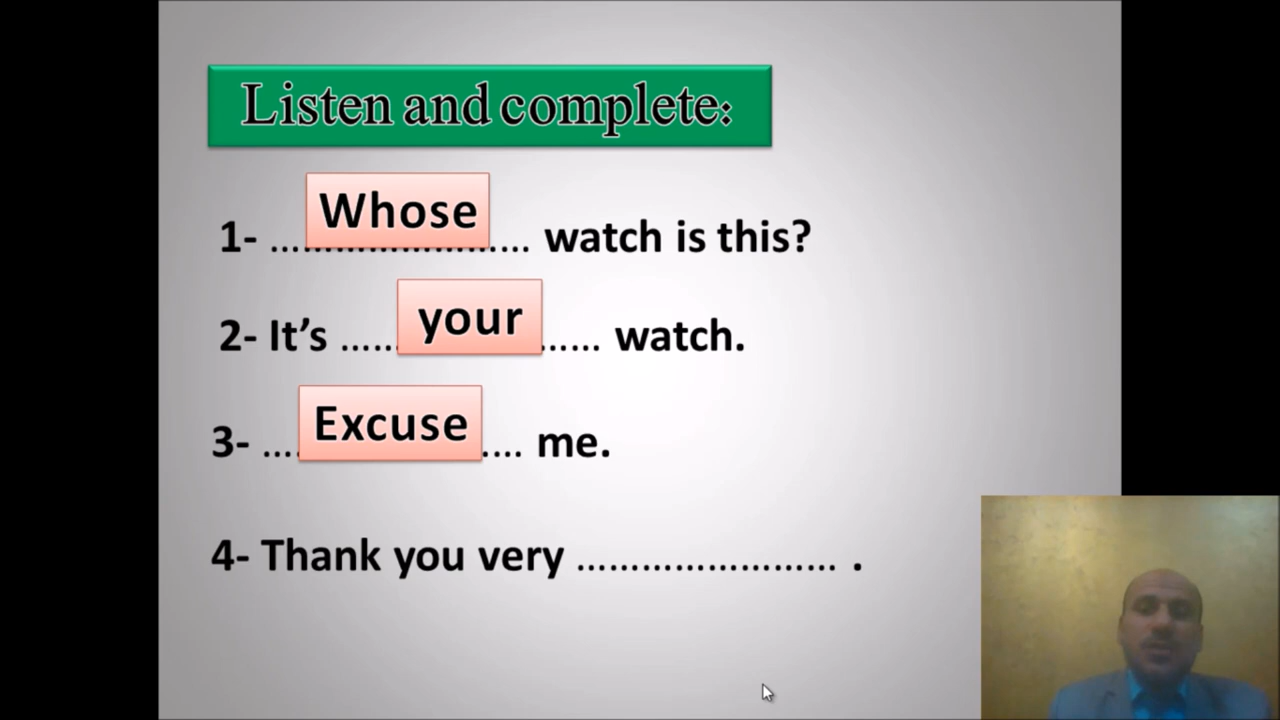 Listen and complete:
1- ...Whose... watch is this?
2- It's ......your...... watch.
3- ....Excuse.... me.
4- Thank you very ........................ .